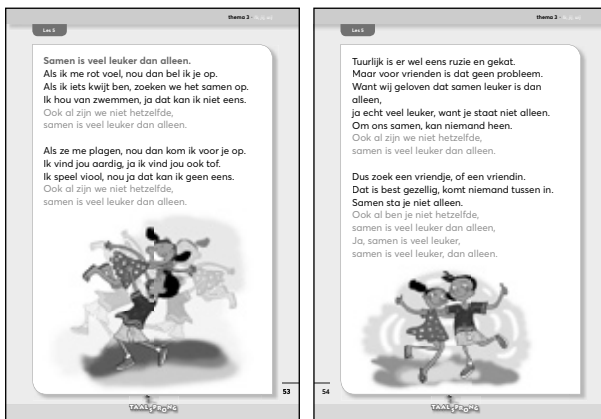 thema 3
Les 5
Samen is veel leuker dan alleen.
Als ik me rot voel, nou dan bel ik je op.
Als ik iets kwijt ben, zoeken we het samen op.
Ik hou van zwemmen, ja dat kan ik niet eens.
Ook al zijn we niet hetzelfde,
samen is veel leuker dan alleen.
Als ze me plagen, nou dan kom ik voor je op.
Ik vind jou aardig, ja ik vind jou ook tof.
Ik speel viool, nou ja dat kan ik geen eens.
Ook al zijn we niet hetzelfde,
samen is veel leuker dan alleen.
53
TAALSPRONG
thema 3
Les 5
Tuurlijk is er wel eens ruzie en gekat.
Maar voor vrienden is dat geen probleem.
Want wij geloven dat samen leuker is dan
alleen,
ja echt veel leuker, want je staat niet alleen.
Om ons samen, kan niemand heen.
Ook al zijn we niet hetzelfde,
samen is veel leuker dan alleen.
Dus zoek een vriendje, of een vriendin.
Dat is best gezellig, komt niemand tussen in.
Samen sta je niet alleen.
Ook al ben je niet hetzelfde,
samen is veel leuker dan alleen,
Ja, samen is veel leuker,
samen is veel leuker, dan alleen.
54
TAALSPRONG